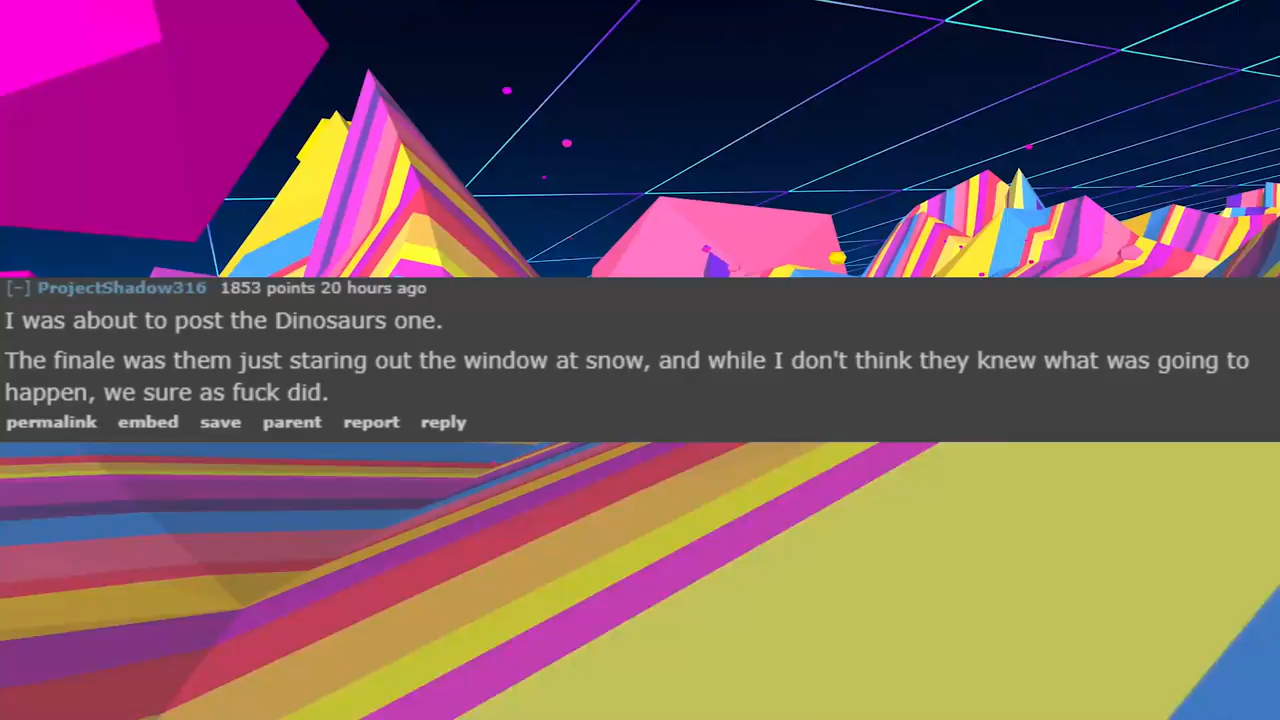 [-] ProjectShadow316 1853 points 20 hours ago
I was about to post the Dinosaurs one.
The finale was them just staring out the window at snow, and while I don't think they knew what was going to
happen, we sure as fuck did.
permalink embed save parent report reply